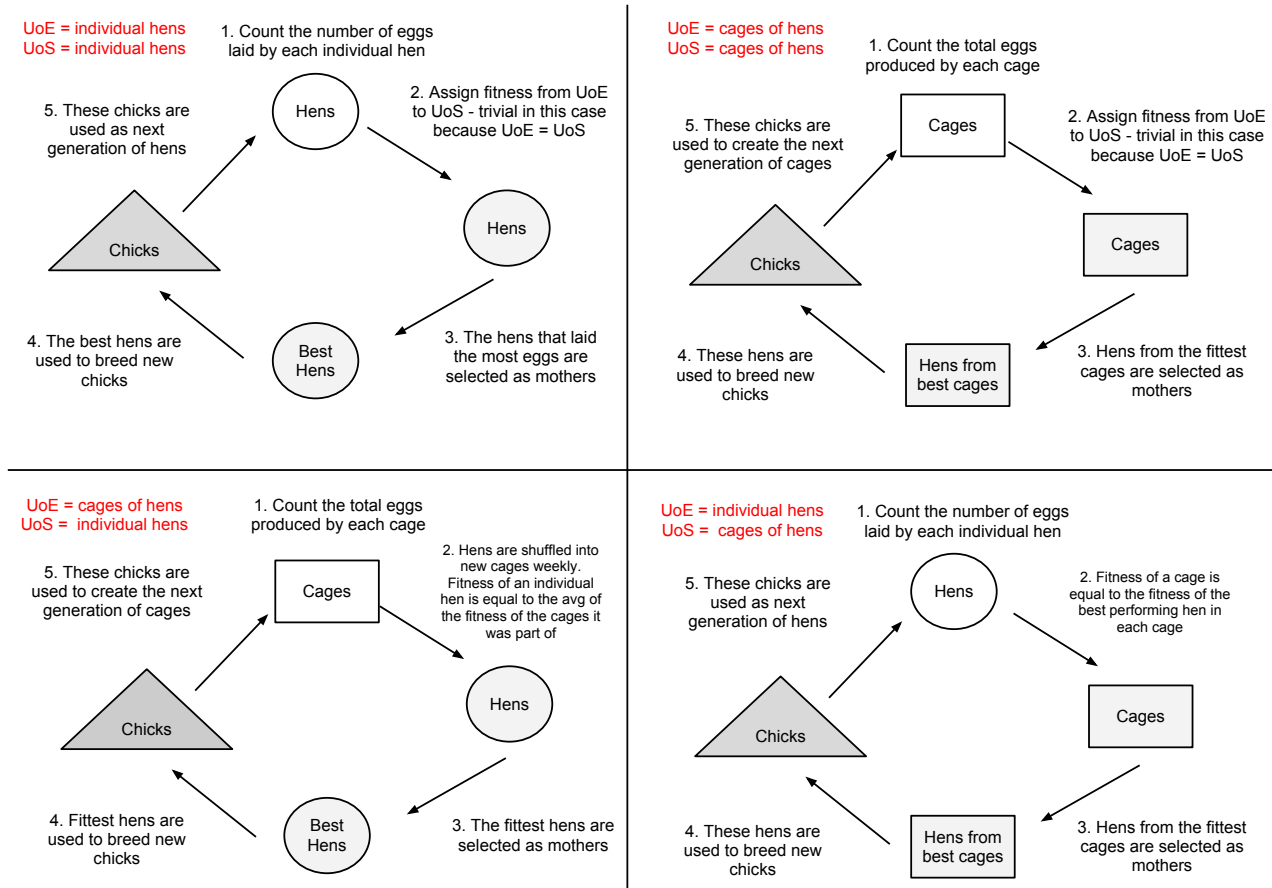 UoE = individual hens
UoS = individual hens
1. Count the number of eggs
laid by each individual hen
Hens
2. Assign fitness from UoE
to UoS - trivial in this case
because UoE = UoS
Hens
3. The hens that laid
the most eggs are
selected as mothers
Best
Hens
4. The best hens are
used to breed new
chicks
Chicks
5. These chicks are
used as next
generation of hens
UoE = cages of hens
UoS = cages of hens
1. Count the total eggs
produced by each cage
Cages
2. Assign fitness from UoE
to UoS - trivial in this case
because UoE = UoS
Cages
3. Hens from the fittest
cages are selected as
mothers
Hens from
best cages
4. These hens are
used to breed new
chicks
Chicks
5. These chicks are
used to create the next
generation of cages
UoE = cages of hens
UoS =  individual hens
1. Count the total eggs
produced by each cage
Cages
2. Hens are shuffled into
new cages weekly.
Fitness of an individual
hen is equal to the avg of
the fitness of the cages it
was part of
Hens
3. The fittest hens are
selected as mothers
Best
Hens
4. Fittest hens are
used to breed new
chicks
Chicks
5. These chicks are
used to create the next
generation of cages
UoE = individual hens
UoS =  cages of hens
1. Count the number of eggs
laid by each individual hen
Hens
2. Fitness of a cage is
equal to the fitness of the
best performing hen in
each cage
Cages
3. Hens from the fittest
cages are selected as
mothers
Hens from
best cages
4. These hens are
used to breed new
chicks
Chicks
5. These chicks are
used as next
generation of hens